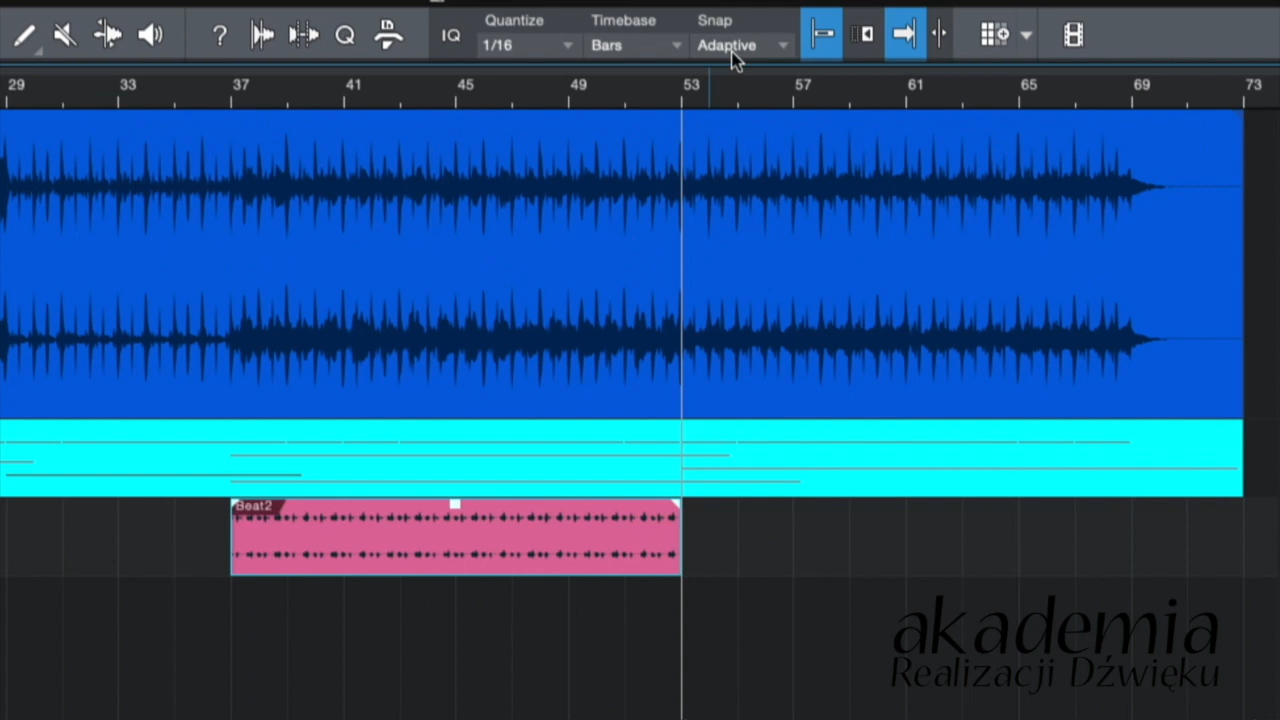 Quantize Timebase Snap
? IQ 1/16 Bars Adaptive
29 33 37 41 45 49 53 57 61 65 69 73
Beat2
akademia
Realizacji Dźwięku